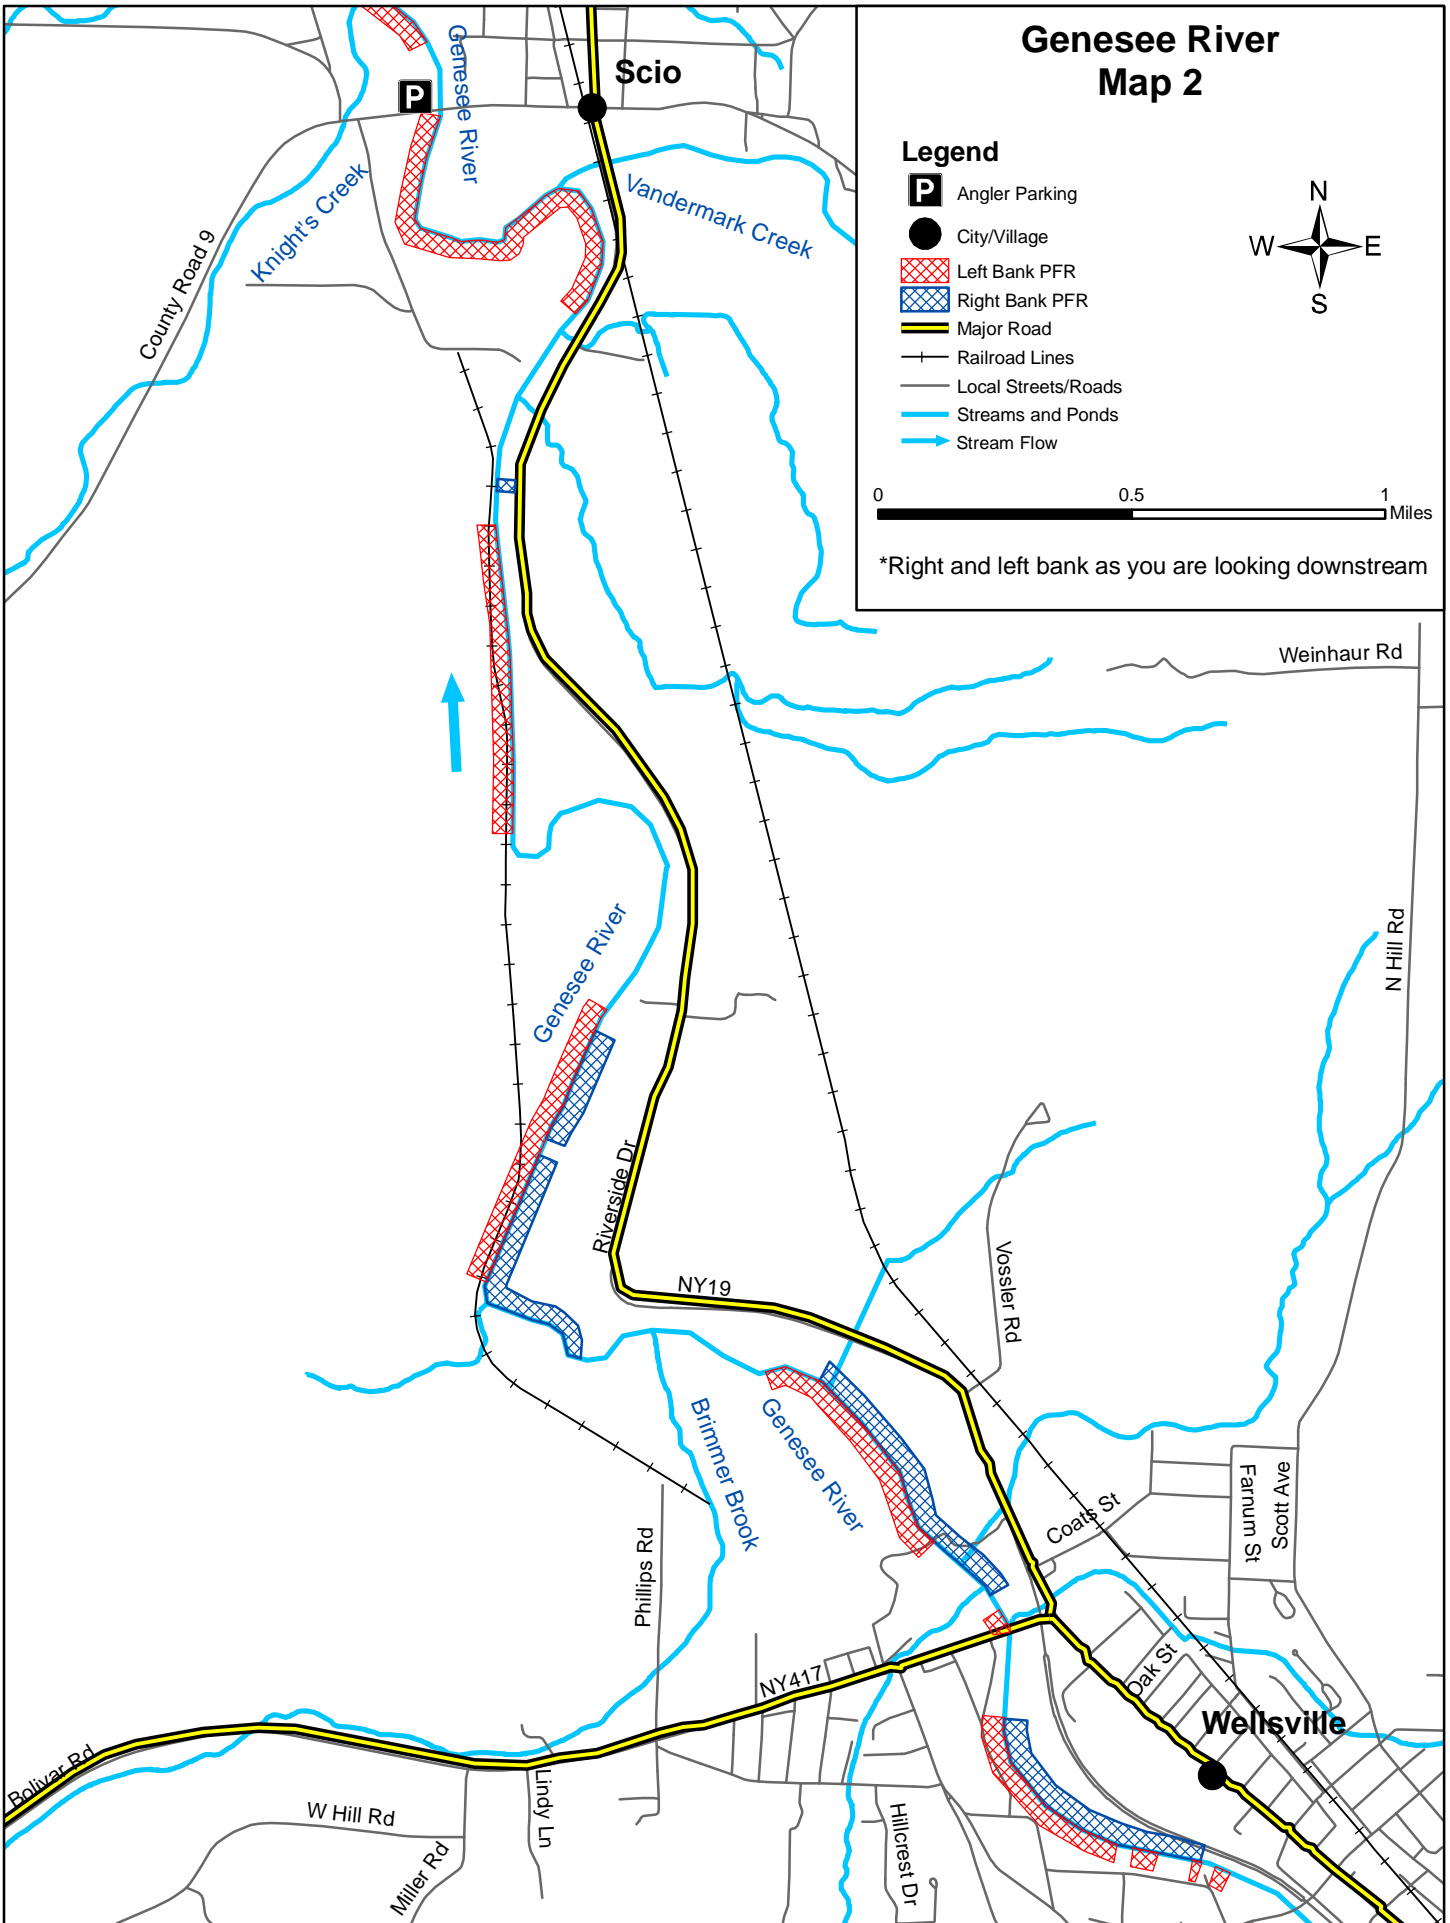 Genesee River
Map 2
Legend
P Angler Parking
City/Village
Left Bank PFR
Right Bank PFR
Major Road
Railroad Lines
Local Streets/Roads
Streams and Ponds
Stream Flow
N
W E
S
0 0.5 1
Miles
*Right and left bank as you are looking downstream
Scio
P
Genesee River
Knight's Creek
Vandermark Creek
County Road 9
Weinhaur Rd
N Hill Rd
Genesee River
Riverside Dr
NY19
Vossler Rd
Brimmer Brook
Genesee River
Coats St
Farnum St
Scott Ave
Phillips Rd
Oak St
NY417
Wellsville
Bolivar Rd
W Hill Rd
Lindy Ln
Miller Rd
Hillcrest Dr